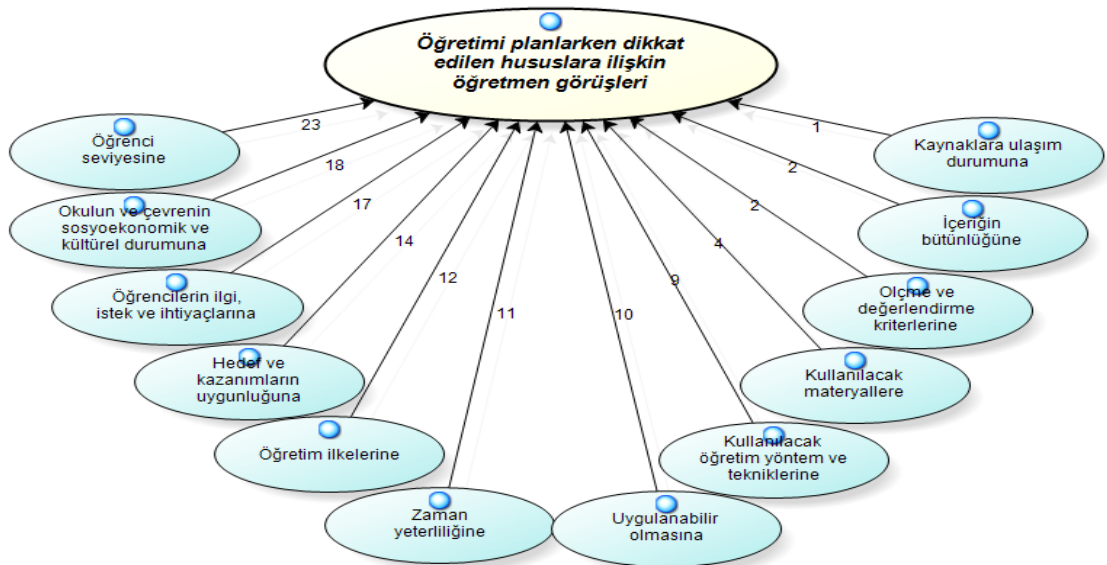 Öğretimi planlarken dikkat
edilen hususlara ilişkin
öğretmen görüşleri
23
Öğrenci
seviyesine
18
Okulun ve çevrenin
sosyoekonomik ve
kültürel durumuna
17
Öğrencilerin ilgi,
istek ve ihtiyaçlarına
14
Hedef ve
kazanımların
uygunluğuna
12
Öğretim ilkelerine
11
Zaman
yeterliliğine
10
Uygulanabilir
olmasına
9
Kullanılacak
öğretim yöntem ve
tekniklerine
4
Kullanılacak
materyallere
2
Olçme ve
değerlendirme
kriterlerine
2
İçeriğin
bütünlüğüne
1
Kaynaklara ulaşım
durumuna